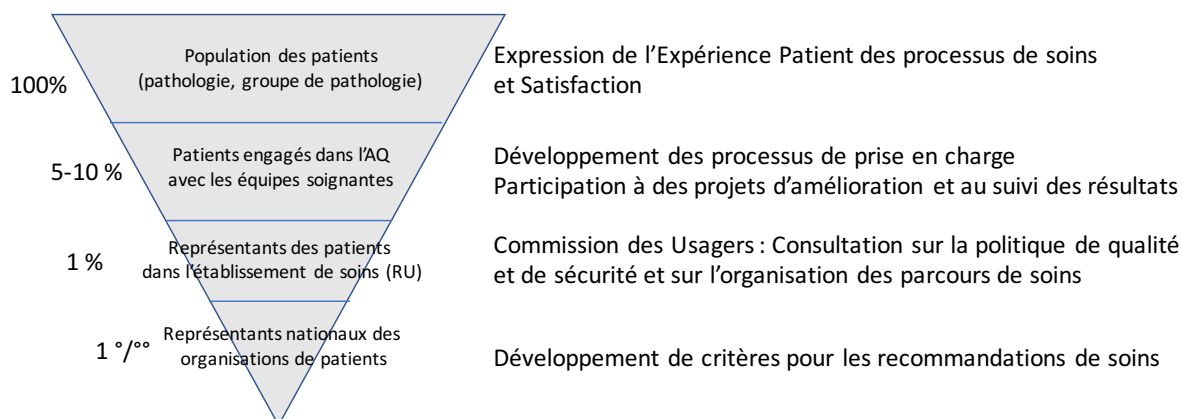 Population des patients
(pathologie, groupe de pathologie)
100%
Expression de l’Expérience Patient des processus de soins
et Satisfaction
Patients engagés dans l’AQ
avec les équipes soignantes
5-10 %
Développement des processus de prise en charge
Participation à des projets d’amélioration et au suivi des résultats
Représentants des patients
dans l’établissement de soins (RU)
1 %
Commission des Usagers : Consultation sur la politique de qualité
et de sécurité et sur l’organisation des parcours de soins
Représentants nationaux des
organisations de patients
1 °/°°
Développement de critères pour les recommandations de soins